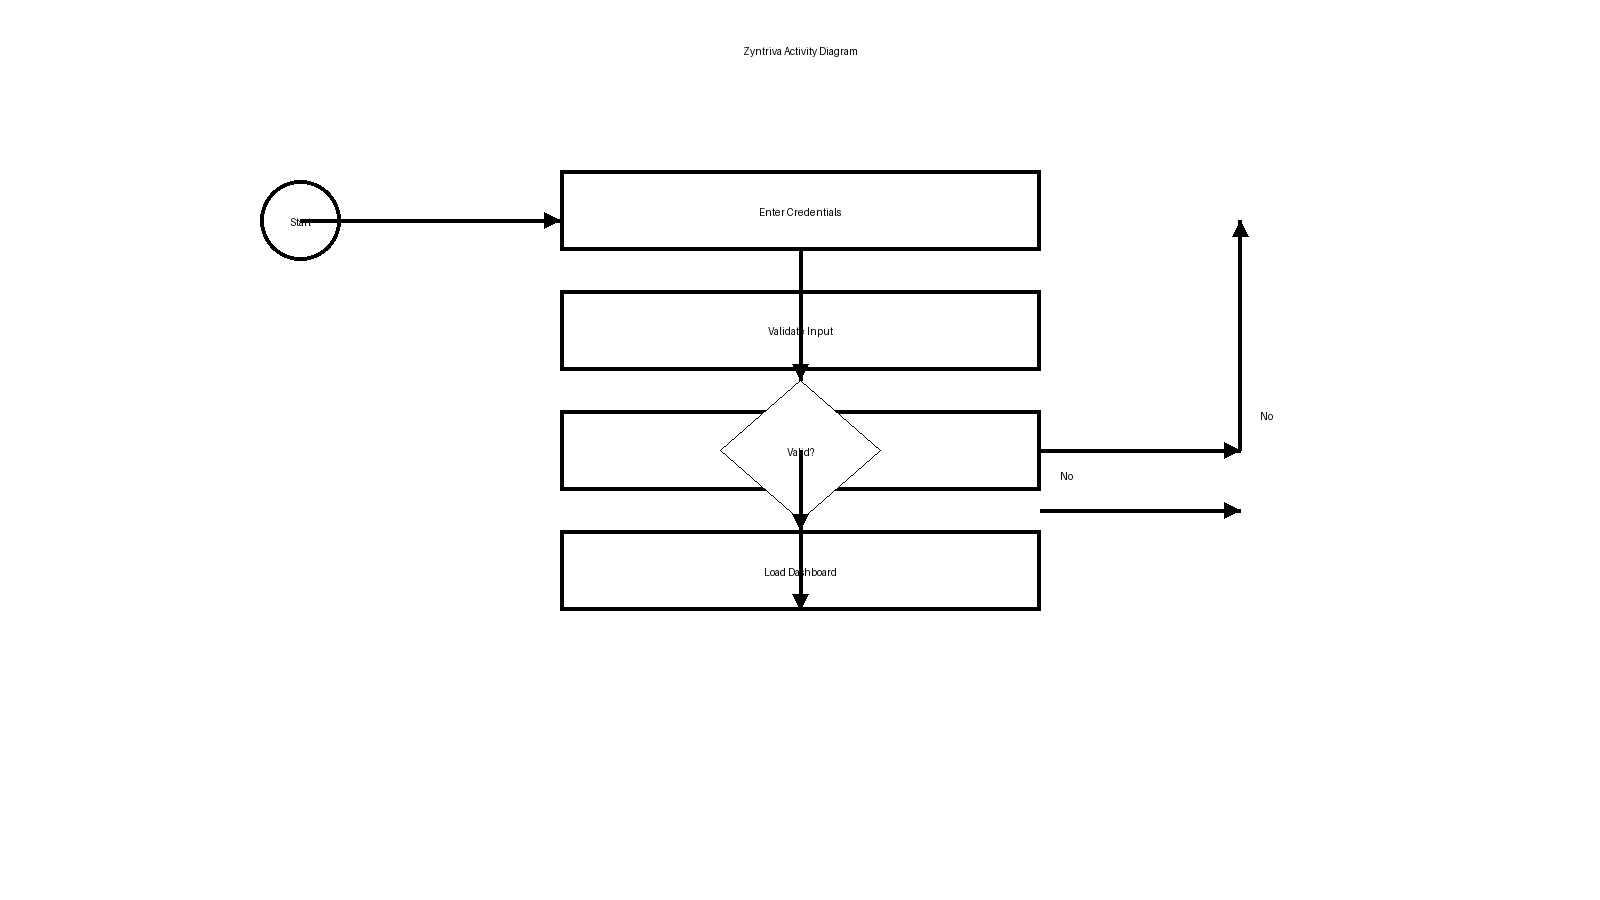 Zyntriva Activity Diagram
Start
Enter Credentials
Validate Input
No
Valid?
No
Load Dashboard